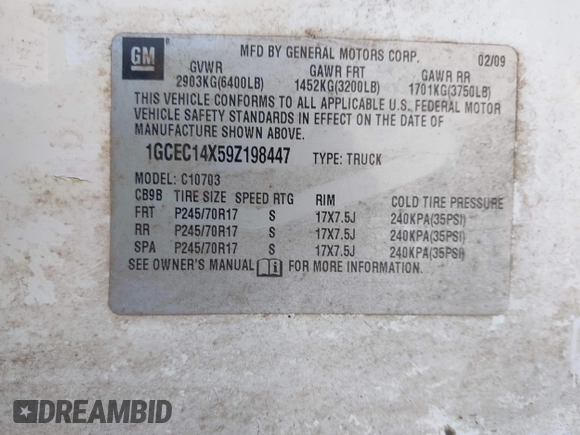 GM
®
MFD BY GENERAL MOTORS CORP. 02/09
GVWR GAWR FRT GAWR RR
2903KG(6400LB) 1452KG(3200LB) 1701KG(3750LB)
THIS VEHICLE CONFORMS TO ALL APPLICABLE U.S. FEDERAL MOTOR
VEHICLE SAFETY STANDARDS IN EFFECT ON THE DATE OF
MANUFACTURE SHOWN ABOVE.
1GCEC14X59Z198447 TYPE: TRUCK
MODEL: C10703
CB9B TIRE SIZE SPEED RTG RIM COLD TIRE PRESSURE
FRT P245/70R17 S 17X7.5J 240KPA(35PSI)
RR P245/70R17 S 17X7.5J 240KPA(35PSI)
SPA P245/70R17 S 17X7.5J 240KPA(35PSI)
SEE OWNER'S MANUAL FOR MORE INFORMATION.
DREAMBID